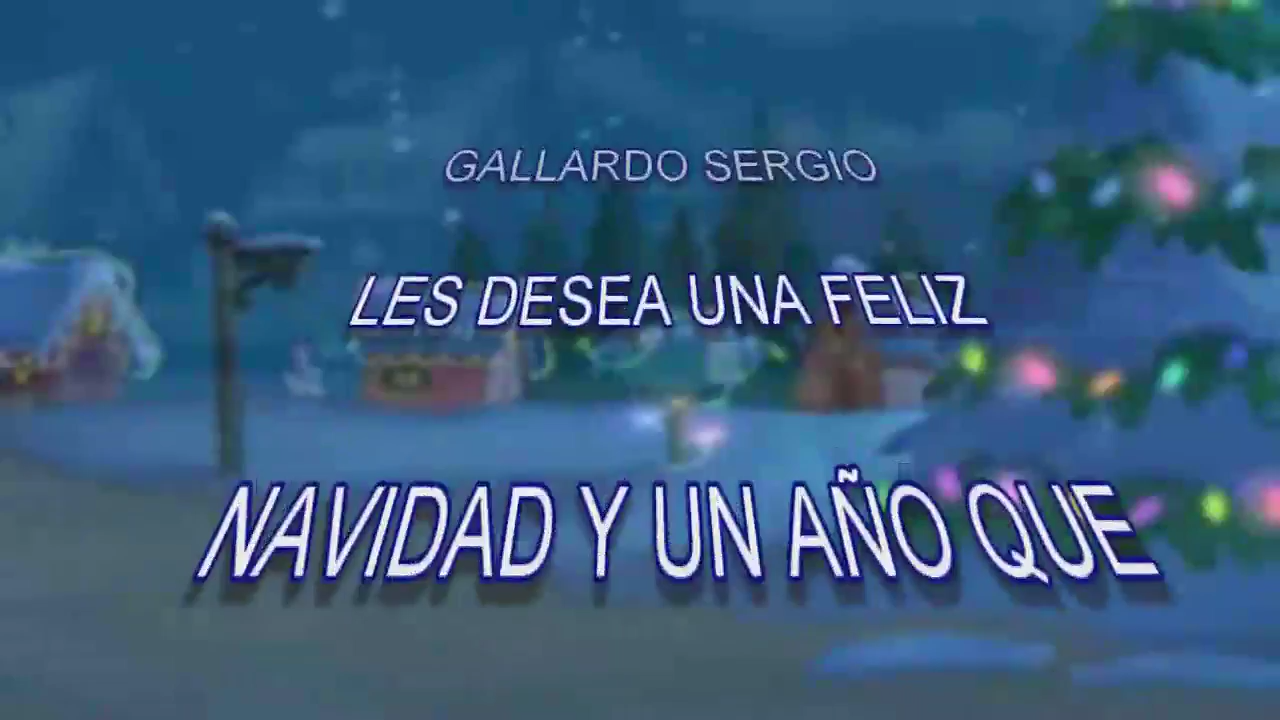 GALLARDO SERGIO
LES DESEA UNA FELIZ
NAVIDAD Y UN AÑO QUE